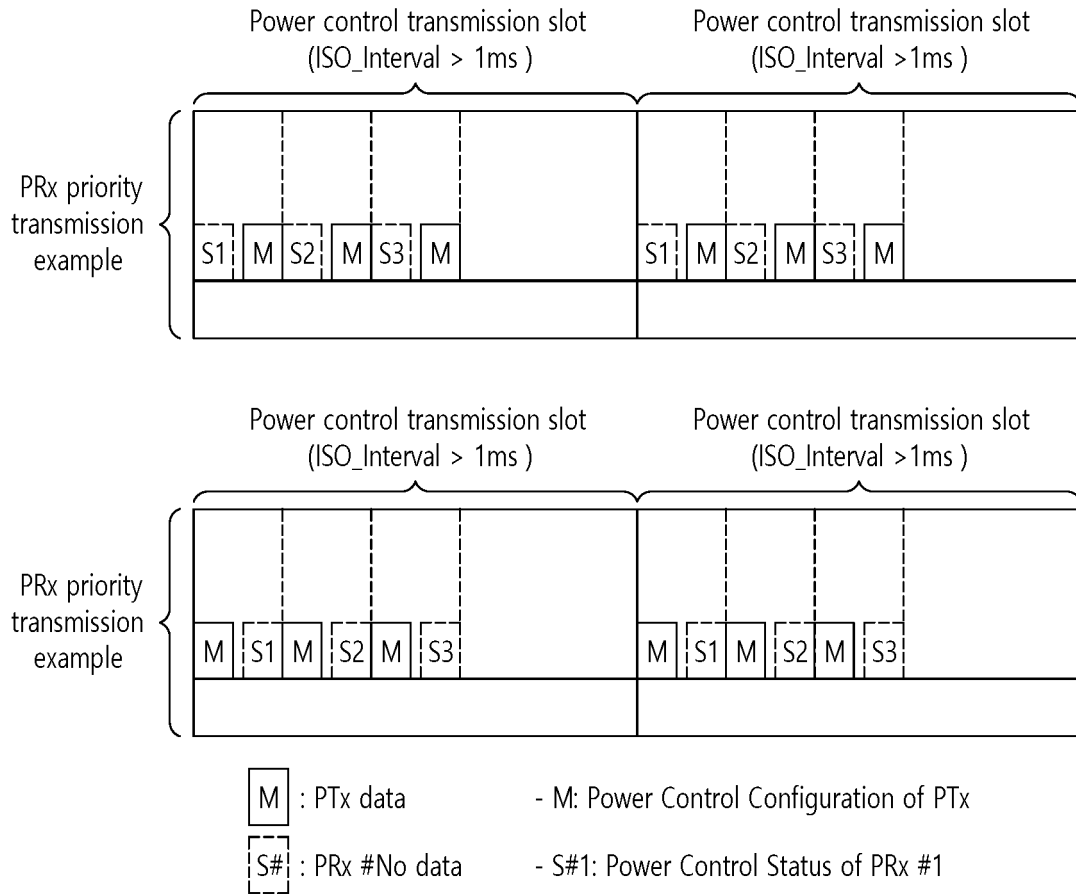 Power control transmission slot
(ISO_Interval > 1ms )
Power control transmission slot
(ISO_Interval >1ms )
PRx priority
transmission
example
S1 M S2 M S3 M
S1 M S2 M S3 M
Power control transmission slot
(ISO_Interval > 1ms )
Power control transmission slot
(ISO_Interval > 1ms )
PRx priority
transmission
example
M S1 M S2 M S3
M S1 M S2 M S3
M : PTx data - M: Power Control Configuration of PTx
S# : PRx #No data - S#1: Power Control Status of PRx #1